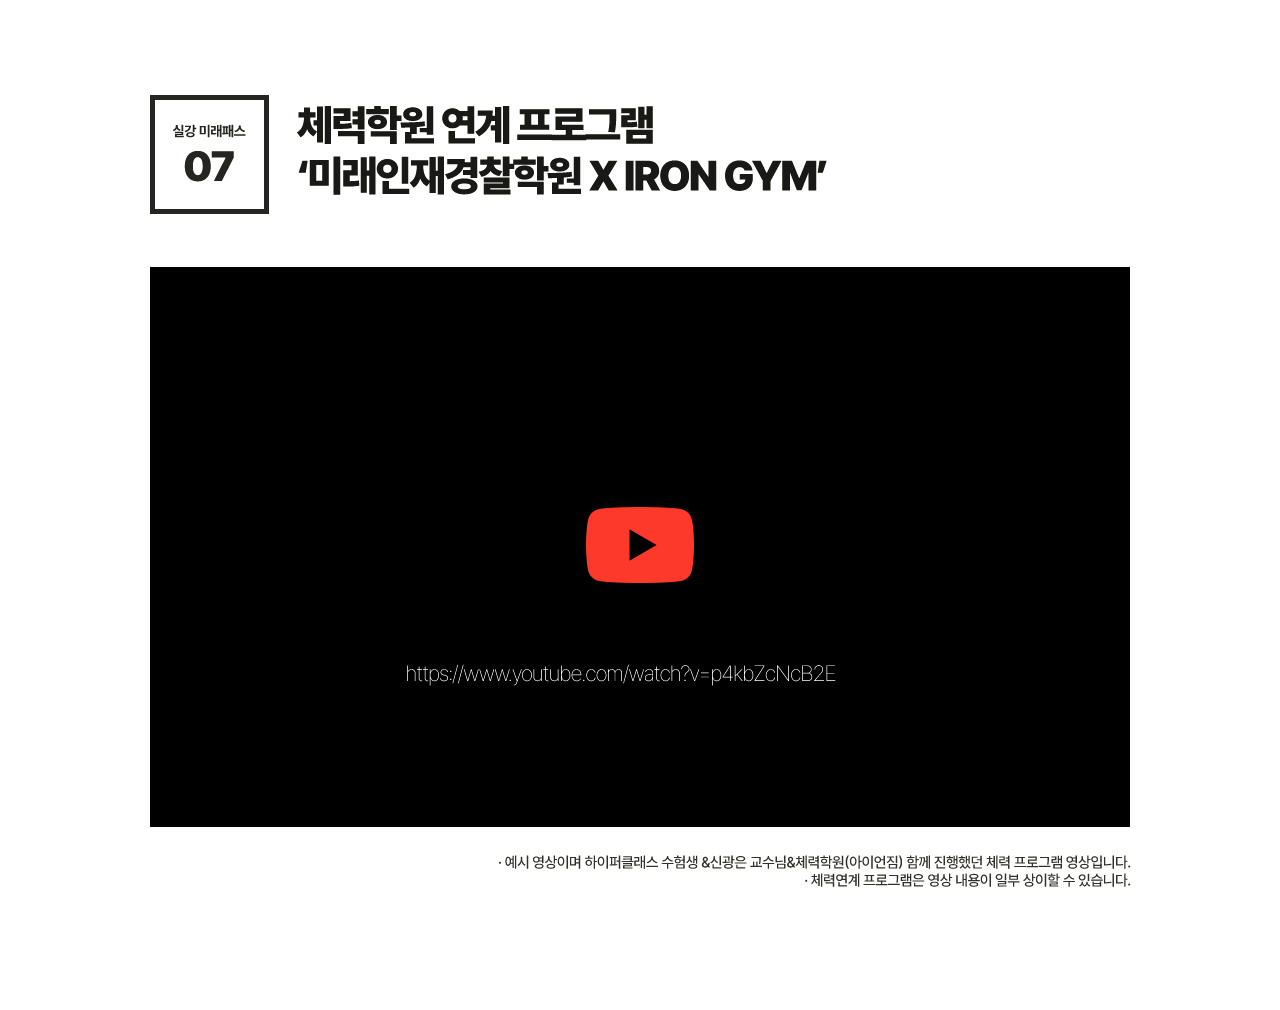 실강 미래패스
07
체력학원 연계 프로그램
‘미래인재경찰학원 X IRON GYM’
https://www.youtube.com/watch?v=p4kbZcNcB2E
· 예시 영상이며 하이퍼클래스 수험생 &신광은 교수님&체력학원(아이언짐) 함께 진행했던 체력 프로그램 영상입니다.
· 체력연계 프로그램은 영상 내용이 일부 상이할 수 있습니다.